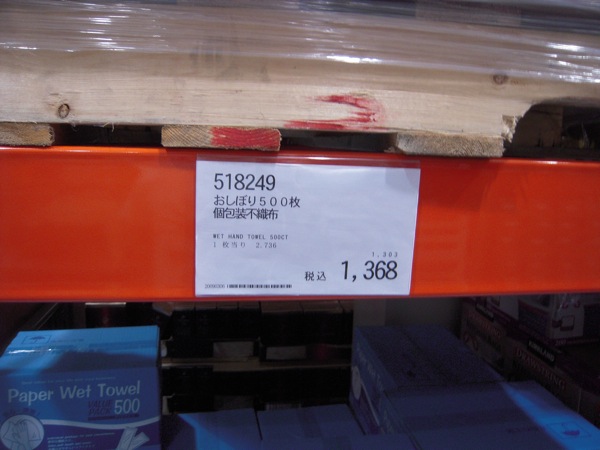 518249
おしぼり500枚
個包装不織布
WET HAND TOWEL 500CT
1枚当り 2.736
1,303
税込 1,368
Paper Wet Towel
500